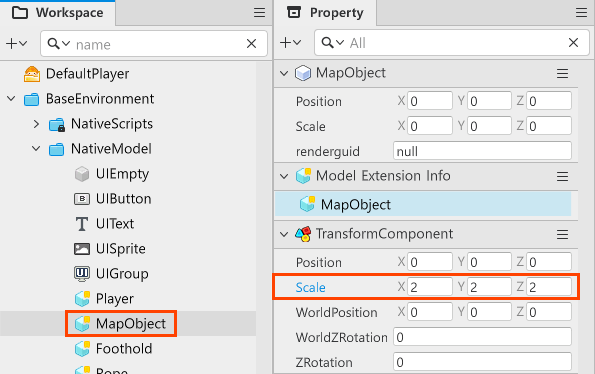 Workspace
name
DefaultPlayer
BaseEnvironment
NativeScripts
NativeModel
UIEmpty
UIButton
UIText
UISprite
UIGroup
Player
MapObject
Foothold
Rope
Property
All
MapObject
Position X 0 Y 0 Z 0
Scale X 0 Y 0 Z 0
renderguid null
Model Extension Info
MapObject
TransformComponent
Position X 0 Y 0 Z 0
Scale X 2 Y 2 Z 2
WorldPosition X 0 Y 0 Z 0
WorldZRotation 0
ZRotation 0